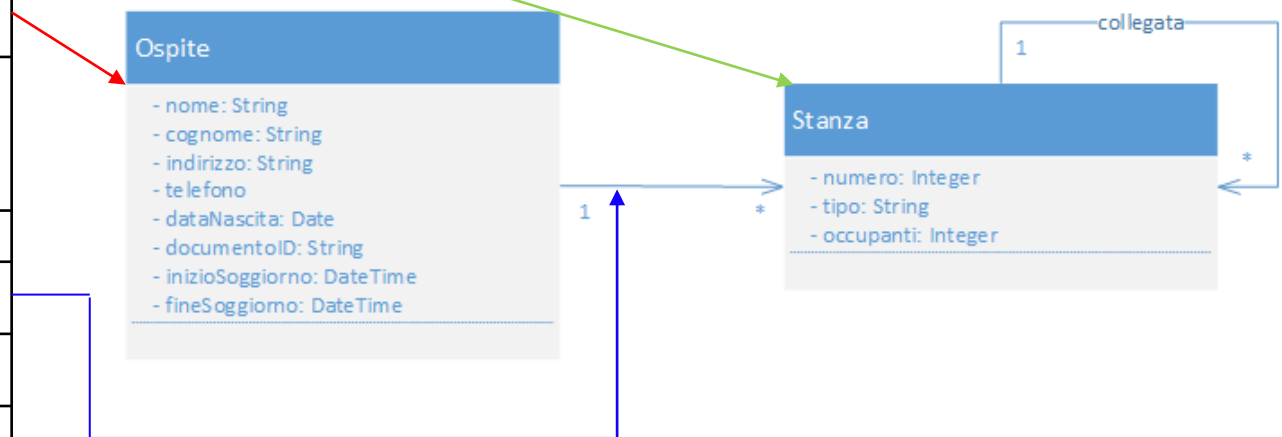 Ospite
- nome: String
- cognome: String
- indirizzo: String
- telefono
- dataNascita: Date
- documentoID: String
- inizioSoggiorno: DateTime
- fineSoggiorno: DateTime
1
*
collegata
1
Stanza
*
- numero: Integer
- tipo: String
- occupanti: Integer